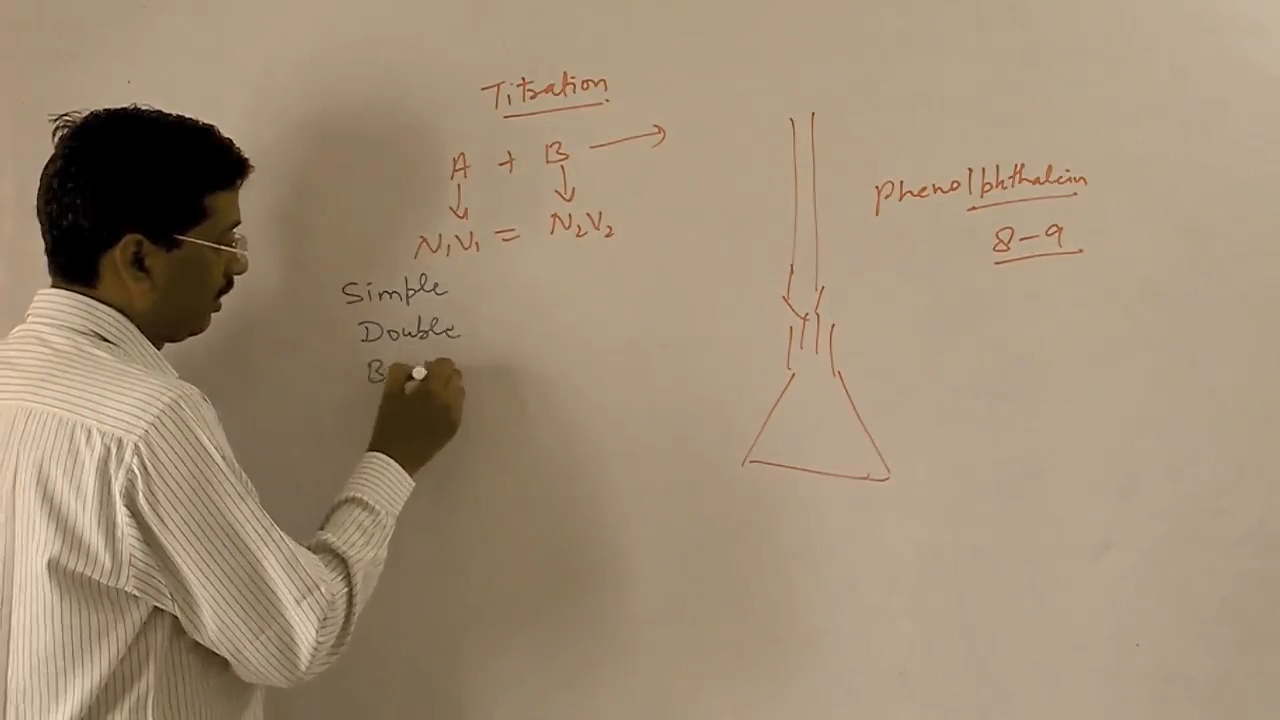 Titration
A + B →
↓ ↓
N₁V₁ = N₂V₂
Simple
Double
B
phenolphthalein
8-9